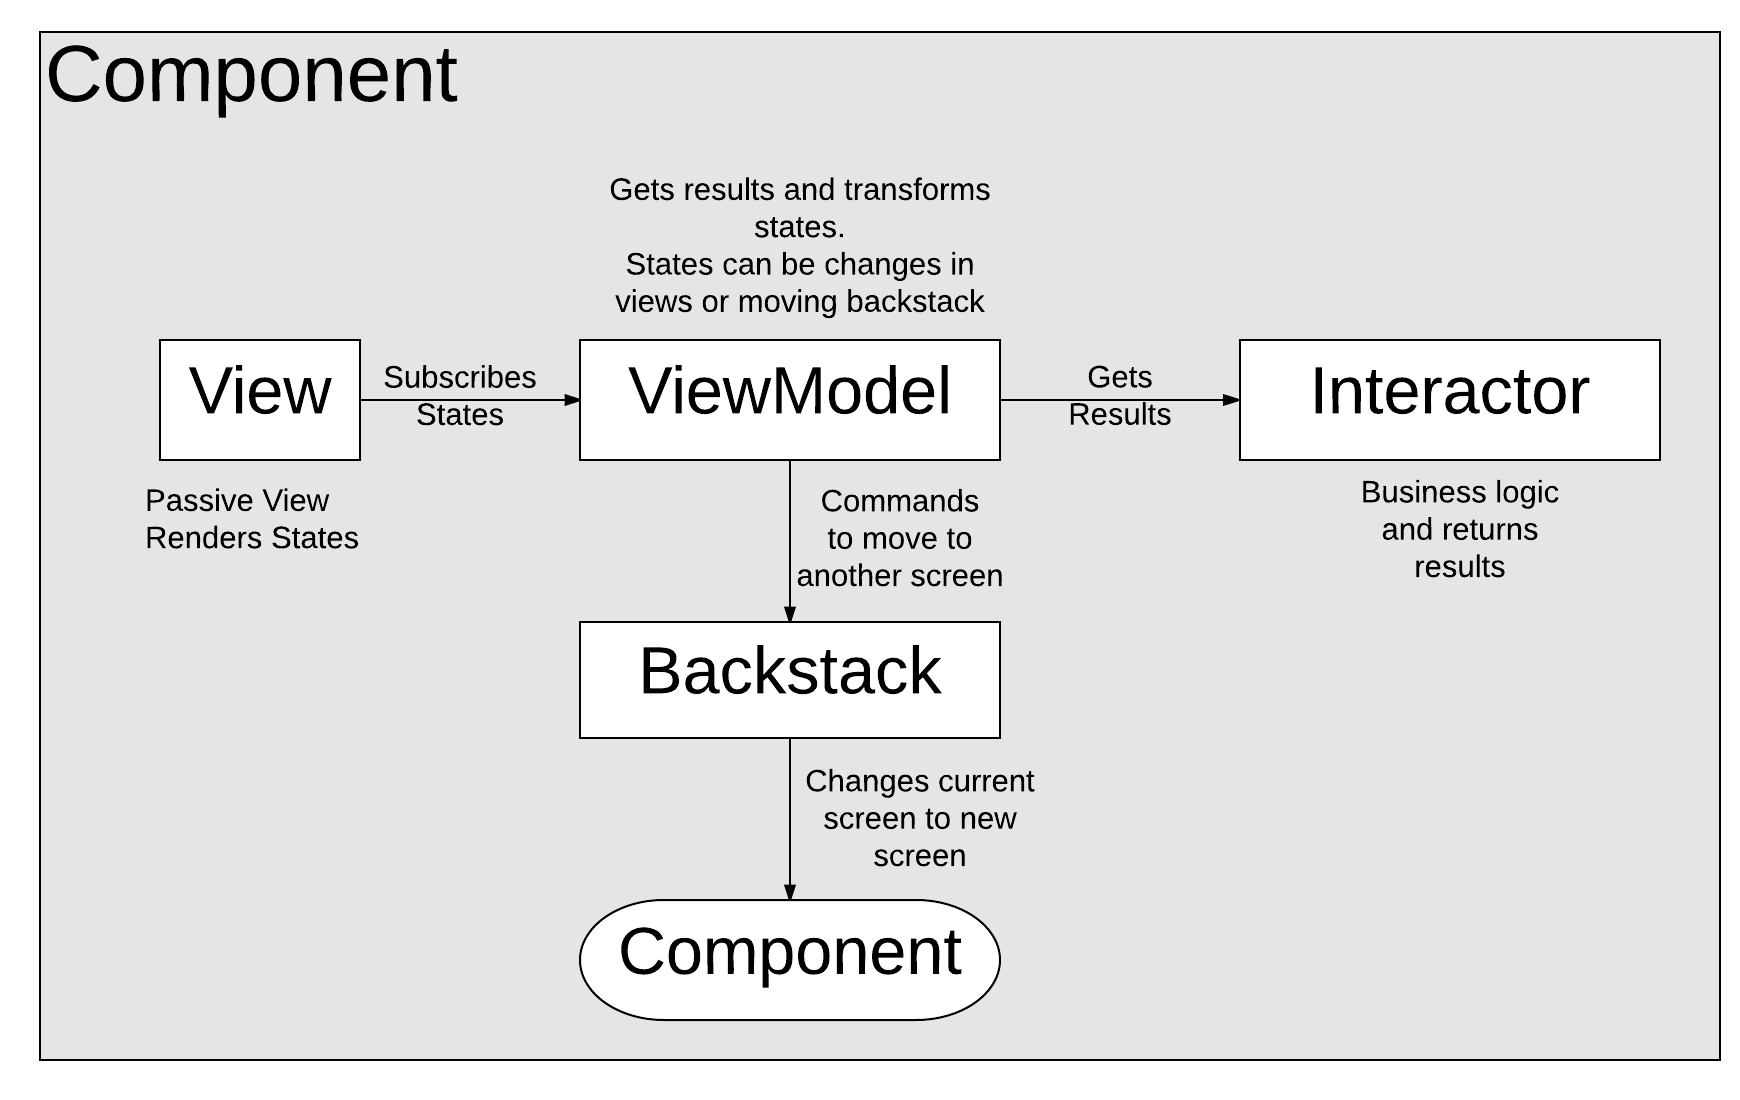 Component
Gets results and transforms
states.
States can be changes in
views or moving backstack
View
Subscribes
States
ViewModel
Gets
Results
Interactor
Passive View
Renders States
Commands
to move to
another screen
Business logic
and returns
results
Backstack
Changes current
screen to new
screen
Component